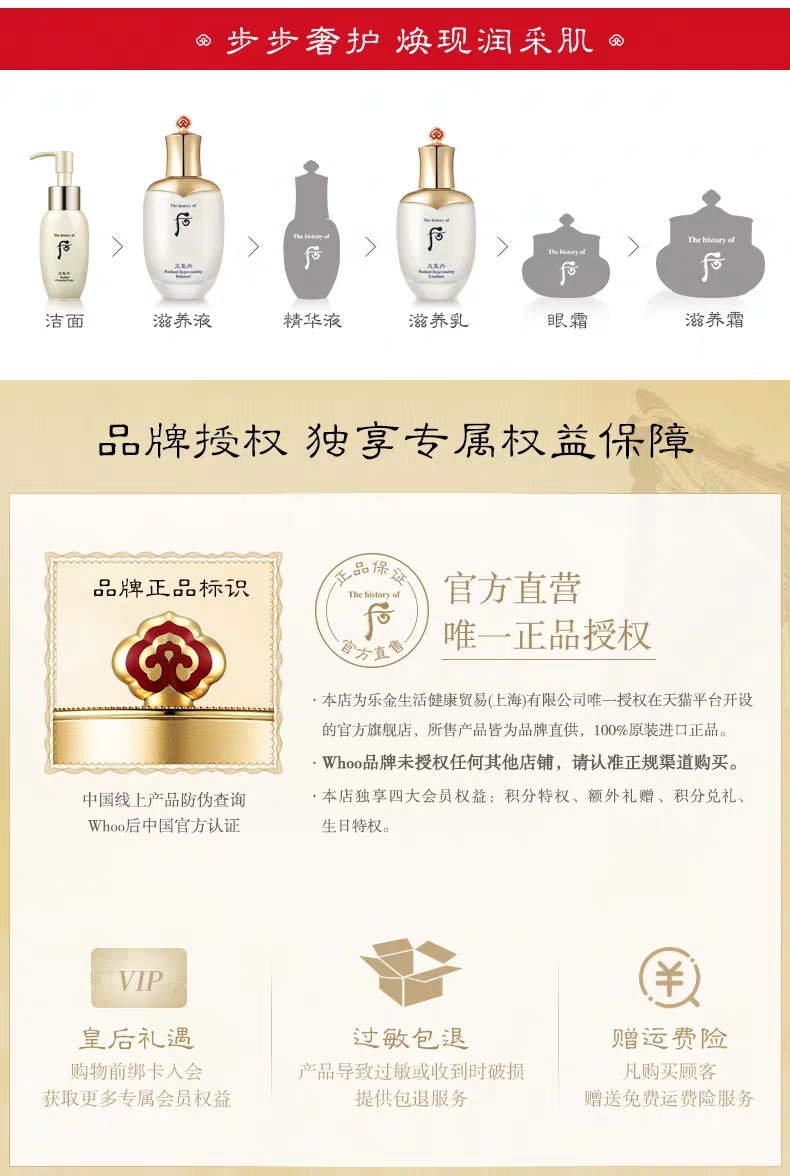 步步奢护 焕现润采肌
The history of
The history of
The history of
The history of
The history of
The history of
后
后
后
后
后
后
天氣丹
Radiant
Cleansing Foam
天氣丹
Radiant Rejuvenating
Balancer
天氣丹
Radiant Rejuvenating
Emulsion
洁面
滋养液
精华液
滋养乳
眼霜
滋养霜
品牌授权 独享专属权益保障
品牌正品标识
中国线上产品防伪查询
Whoo后中国官方认证
正品保证
The history of
后
官方直售
官方直营
唯一正品授权
·本店为乐金生活健康贸易(上海)有限公司唯一授权在天猫平台开设
的官方旗舰店，所售产品皆为品牌直供，100%原装进口正品。
·Whoo品牌未授权任何其他店铺，请认准正规渠道购买。
·本店独享四大会员权益：积分特权、额外礼赠、积分兑礼、
生日特权。
VIP
皇后礼遇
购物前绑卡入会
获取更多专属会员权益
过敏包退
产品导致过敏或收到时破损
提供包退服务
¥
赠运费险
凡购买顾客
赠送免费运费险服务